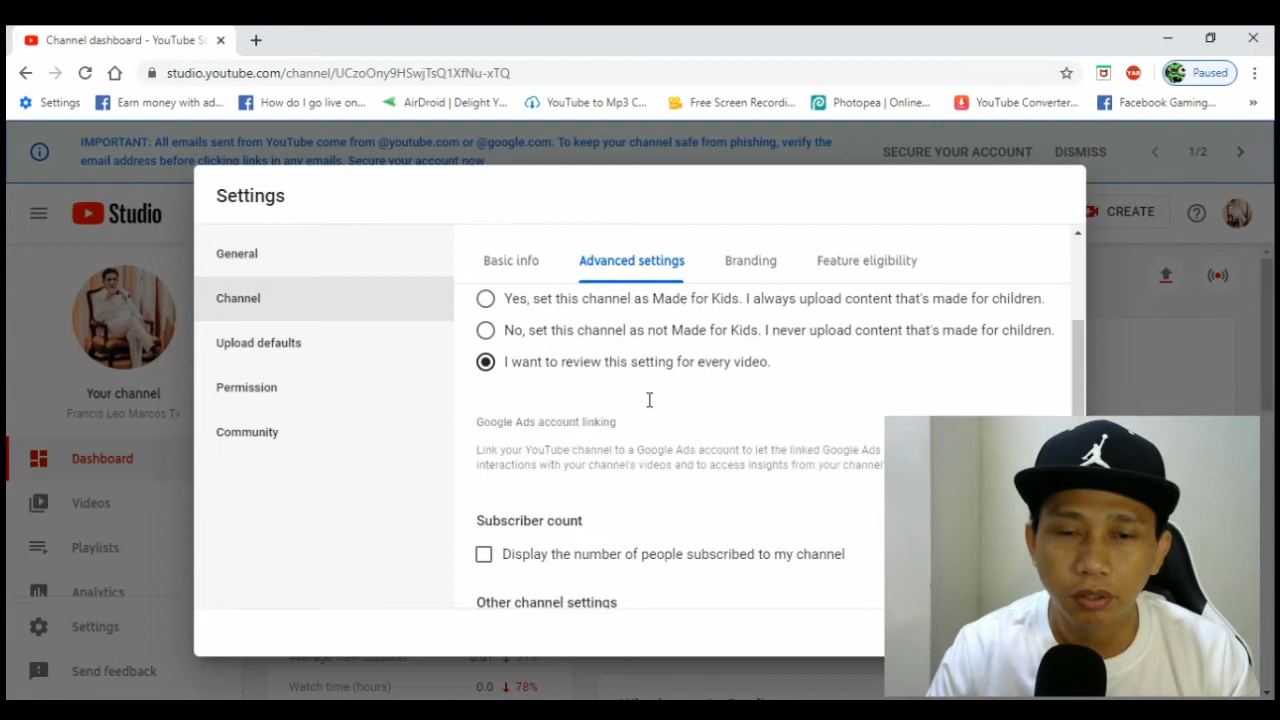 Channel dashboard - YouTube S
studio.youtube.com/channel/UCzoOny9HSwjTsQ1XfNu-xTQ
Paused
Settings
Earn money with ad...
How do I go live on...
AirDroid | Delight Y...
YouTube to Mp3 C...
Free Screen Recordi...
Photopea | Online...
YouTube Converter...
Facebook Gaming...
IMPORTANT: All emails sent from YouTube come from @youtube.com or @google.com. To keep your channel safe from phishing, verify the
email address before clicking links in any emails. Secure your account now
SECURE YOUR ACCOUNT
DISMISS
1/2
Studio
CREATE
Your channel
Francis Leo Marcos Tv
Dashboard
Videos
Playlists
Analytics
Settings
Send feedback
Settings
General
Channel
Upload defaults
Permission
Community
Basic info
Advanced settings
Branding
Feature eligibility
Yes, set this channel as Made for Kids. I always upload content that's made for children.
No, set this channel as not Made for Kids. I never upload content that's made for children.
I want to review this setting for every video.
Google Ads account linking
Link your YouTube channel to a Google Ads account to let the linked Google Ads
interactions with your channel's videos and to access insights from your channel
Subscriber count
Display the number of people subscribed to my channel
Other channel settings
Watch time (hours)
0.0
78%